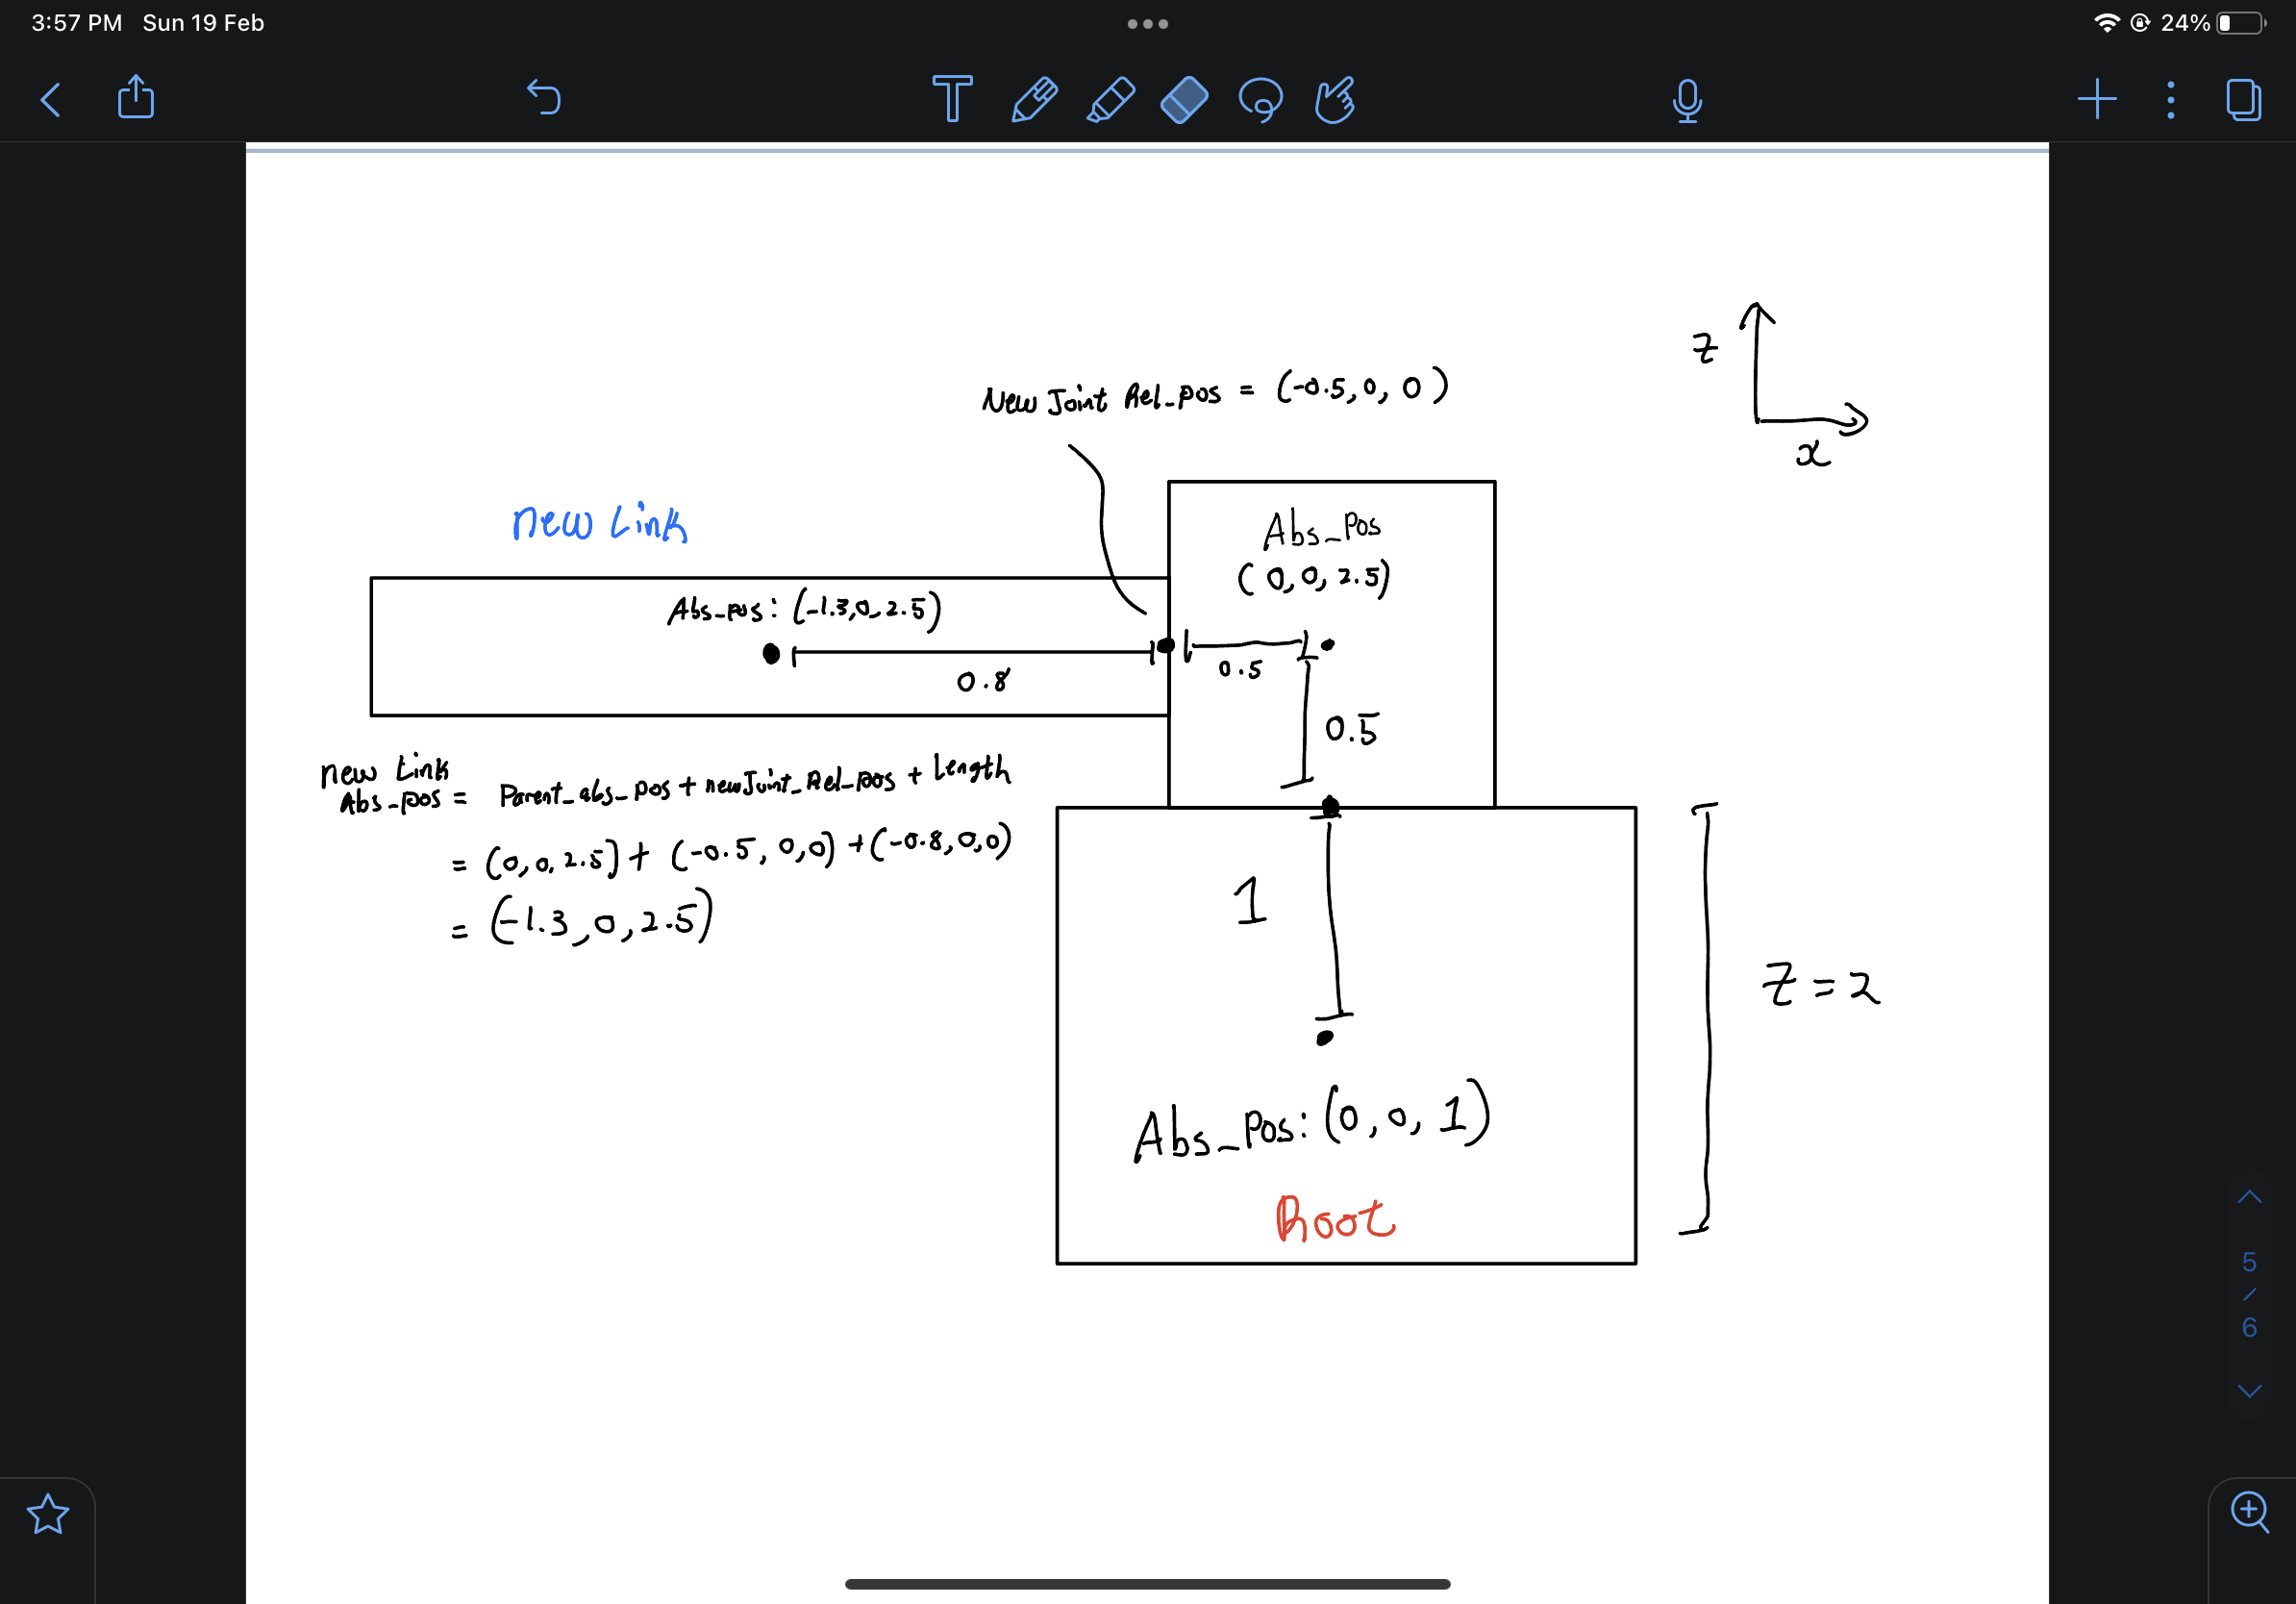 3:57 PM Sun 19 Feb
24%
T
New Joint Rel_pos = (-0.5, 0, 0)
z
x
new Link
Abs_Pos
(0, 0, 2.5)
Abs_pos: (-1.3, 0, 2.5)
0.8
0.5
0.5
new Link
Abs_pos = Parent_abs_pos + newJoint_Rel_pos + Length
= (0, 0, 2.5) + (-0.5, 0, 0) + (-0.8, 0, 0)
= (-1.3, 0, 2.5)
1
z = 2
Abs_Pos: (0, 0, 1)
Root
5
/
6